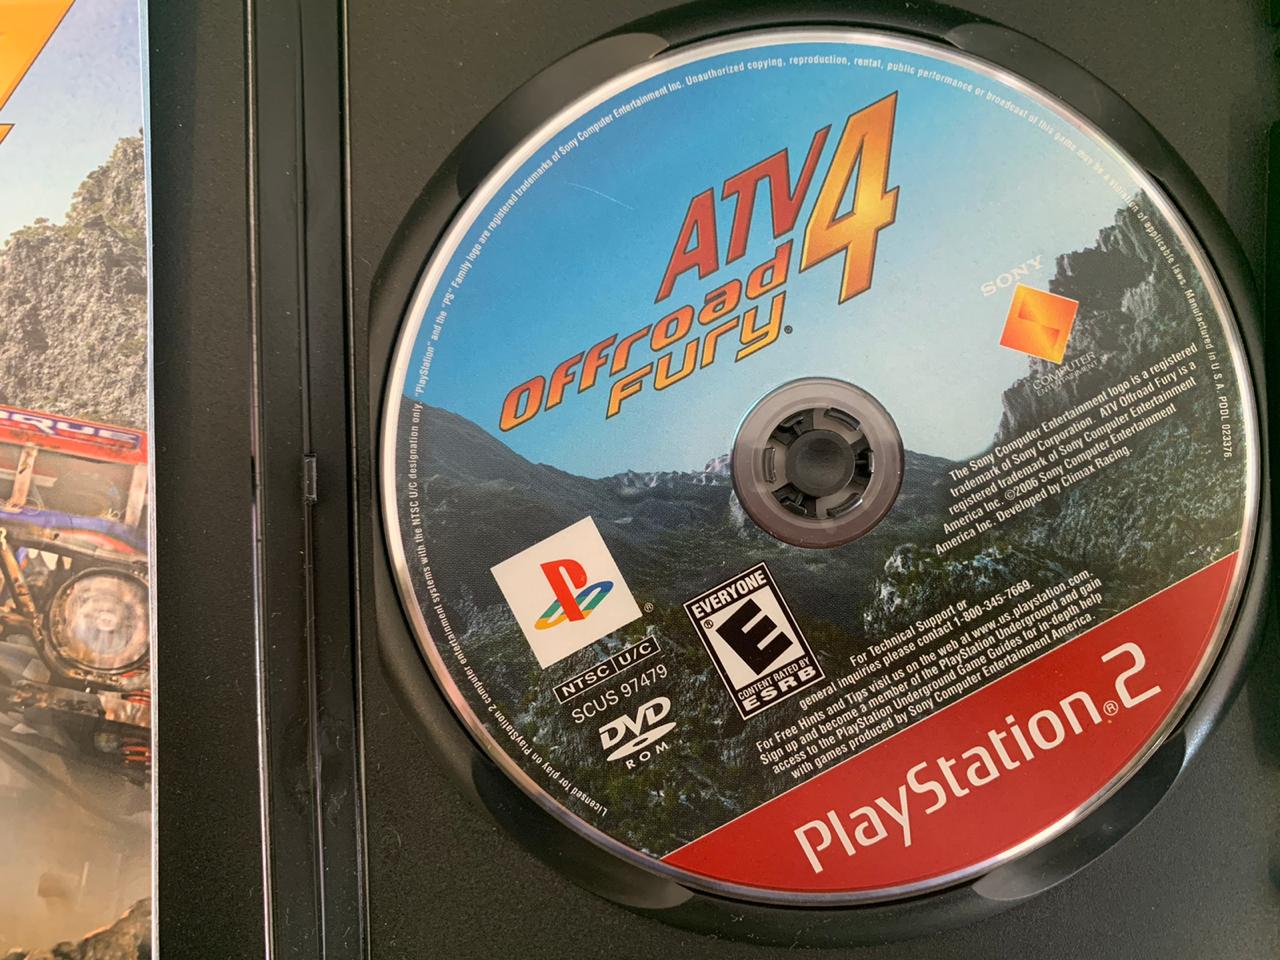 Licensed for play on PlayStation 2 computer entertainment systems with the NTSC U/C designation only. "PlayStation" and the "PS" Family logo are registered trademarks of Sony Computer Entertainment Inc. Unauthorized copying, reproduction, rental, public performance or broadcast of this game may be a violation of applicable laws. Manufactured in U.S.A. POOL 023376
ATV
Offroad
Fury®
4
SONY
COMPUTER
ENTERTAINMENT
The Sony Computer Entertainment logo is a registered
trademark of Sony Corporation. ATV Offroad Fury is a
registered trademark of Sony Computer Entertainment
America Inc. ©2006 Sony Computer Entertainment
America Inc. Developed by Climax Racing.
®
NTSC U/C
SCUS 97479
DVD
ROM
EVERYONE
®
E
CONTENT RATED BY
ESRB
For Technical Support or
general inquiries please contact 1-800-345-7669.
For Free Hints and Tips visit us on the web at www.us.playstation.com.
Sign up and become a member of the PlayStation Underground and gain
access to the PlayStation Underground Game Guides for in-depth help
with games produced by Sony Computer Entertainment America.
PlayStation®2